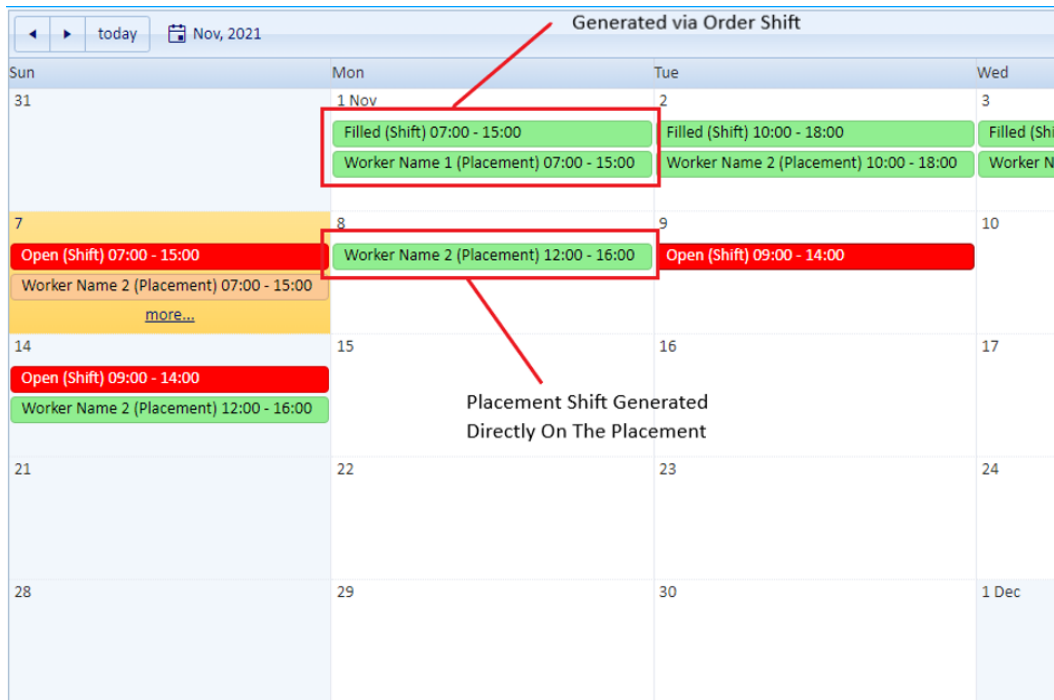 Generated via Order Shift
today Nov, 2021
Sun Mon Tue Wed
31 1 Nov 2 3
Filled (Shift) 07:00 - 15:00 Filled (Shift) 10:00 - 18:00 Filled (Shi
Worker Name 1 (Placement) 07:00 - 15:00 Worker Name 2 (Placement) 10:00 - 18:00 Worker N
7 8 9 10
Open (Shift) 07:00 - 15:00 Worker Name 2 (Placement) 12:00 - 16:00 Open (Shift) 09:00 - 14:00
Worker Name 2 (Placement) 07:00 - 15:00
more...
14 15 16 17
Open (Shift) 09:00 - 14:00
Worker Name 2 (Placement) 12:00 - 16:00
Placement Shift Generated
Directly On The Placement
21 22 23 24
28 29 30 1 Dec